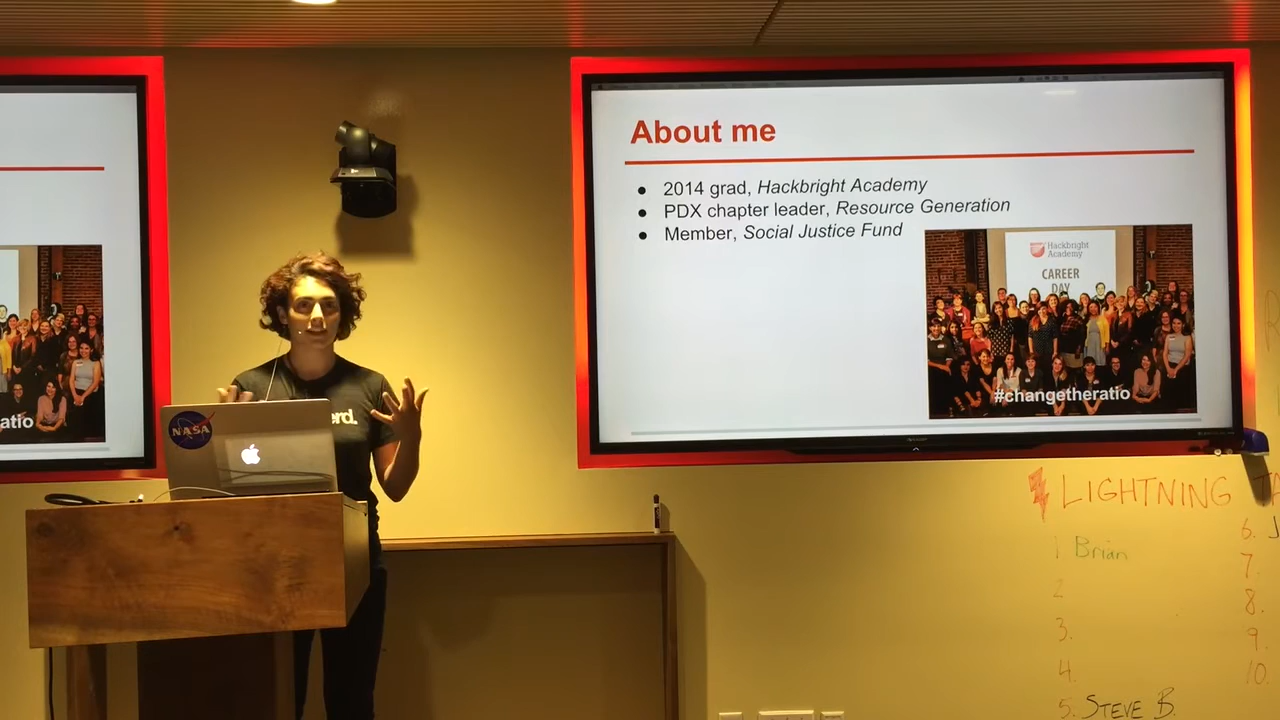 About me
● 2014 grad, Hackbright Academy
● PDX chapter leader, Resource Generation
● Member, Social Justice Fund
Hackbright
Academy
CAREER
DAY
#changetheratio
atio
NASA
erd.
LIGHTNING
1 Brian
2
3.
4.
5. STEVE B.
6. J
7.
8.
9.
10.